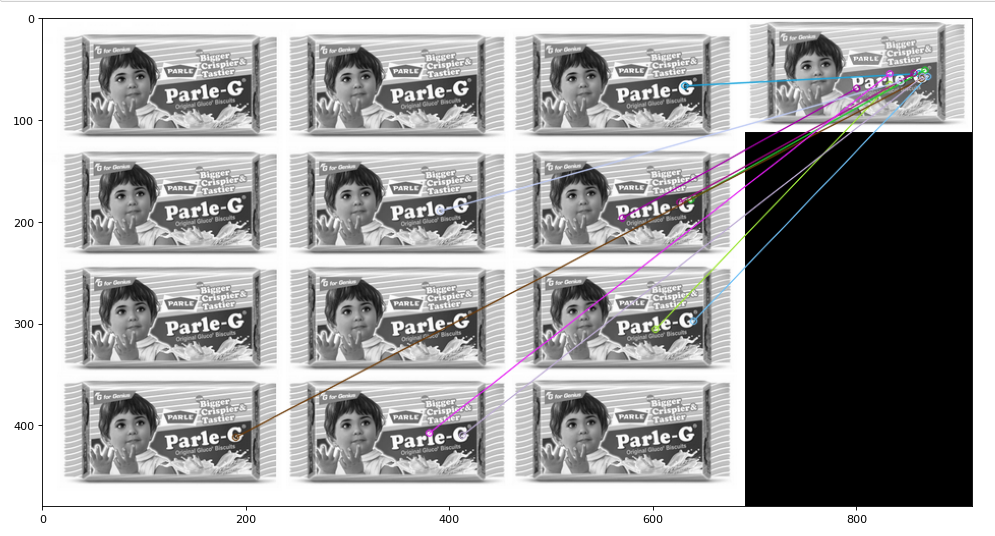 0
G for Genius
Bigger
Crispier &
PARLE Tastier
Parle-G
Original Gluco Biscuits
G for Genius
Bigger
Crispier &
PARLE Tastier
Parle-G
Original Gluco Biscuits
G for Genius
Bigger
Crispier &
PARLE Tastier
Parle-G
Original Gluco Biscuits
G for Genius
Bigger
Crispier &
PARLE Tastier
Parle-
100
PARLE
Bigger
Crispier &
Tastier
Parle-G
Original Gluco Biscuits
PARLE
Bigger
Crispier &
Tastier
Parle-G
Original Gluco Biscuits
PARLE
Bigger
Crispier &
Tastier
Parle-G
Original Gluco Biscuits
200
G for Genius
Bigger
Crispier &
PARLE Tastier
Parle-G
Original Gluco Biscuits
G for Genius
Bigger
Crispier &
PARLE Tastier
Parle-G
Original Gluco Biscuits
G for Genius
Bigger
Crispier &
PARLE Tastier
Parle-G
Original Gluco Biscuits
300
G for Genius
Bigger
Crispier &
PARLE Tastier
Parle-G
Original Gluco Biscuits
G for Genius
Bigger
Crispier &
PARLE Tastier
Parle-G
Original Gluco Biscuits
G for Genius
Bigger
Crispier &
PARLE Tastier
Parle-G
Original Gluco Biscuits
400
0 200 400 600 800